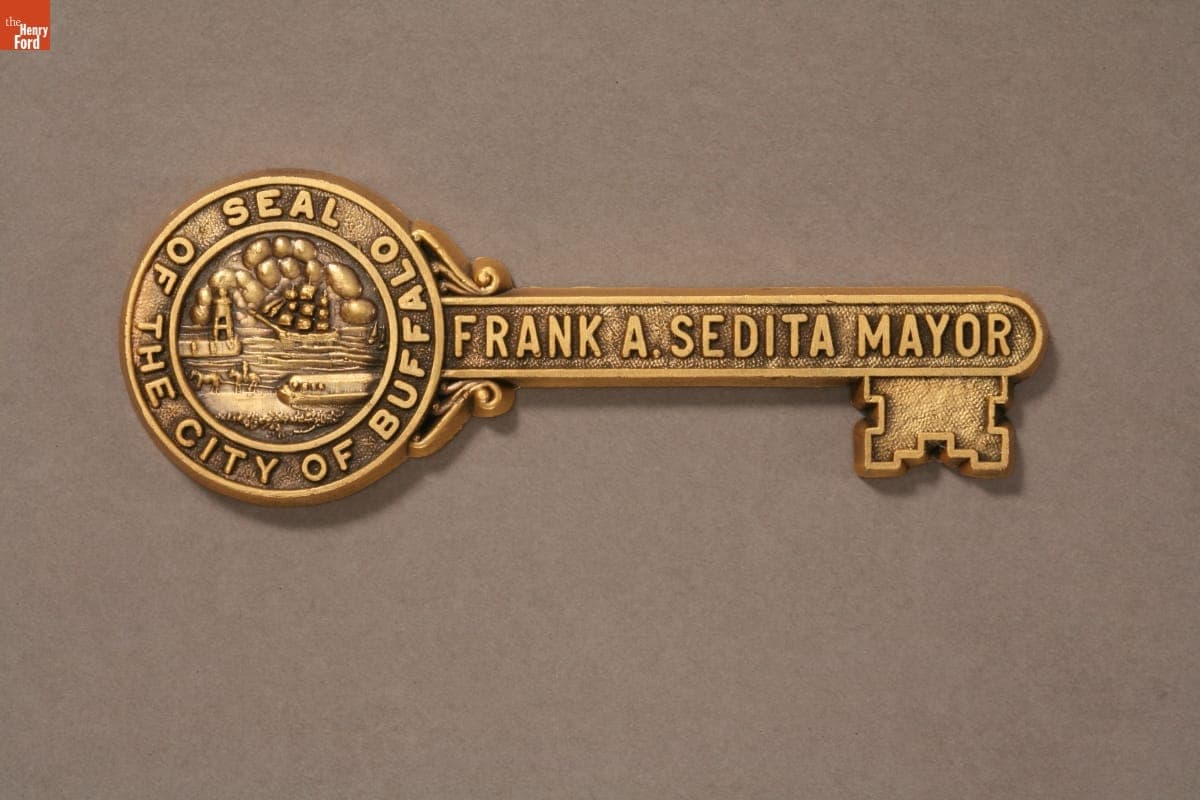 the
Henry
Ford
SEAL OF THE CITY OF BUFFALO
FRANK A. SEDITA MAYOR